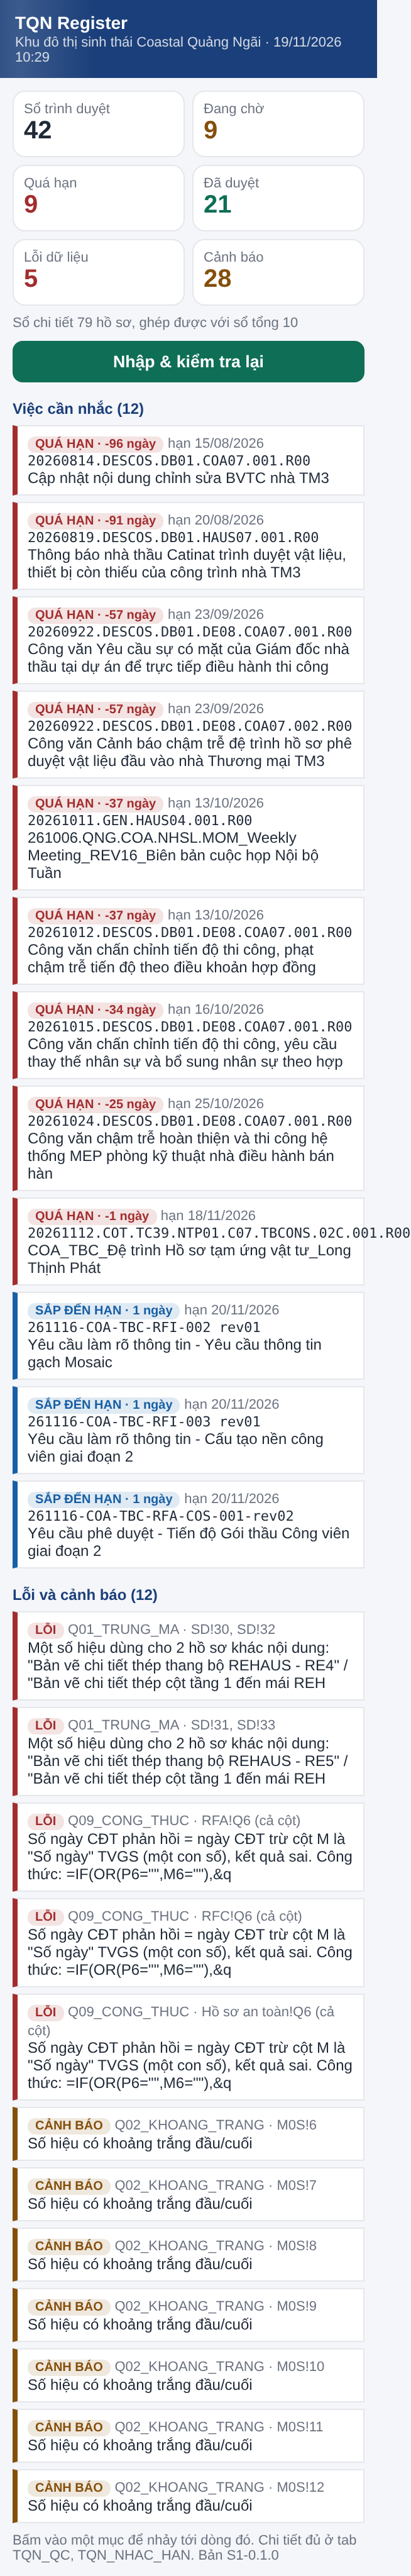 TQN Register
Khu đô thị sinh thái Coastal Quảng Ngãi · 19/11/2026
10:29
Sổ trình duyệt
42
Đang chờ
9
Quá hạn
9
Đã duyệt
21
Lỗi dữ liệu
5
Cảnh báo
28
Sổ chi tiết 79 hồ sơ, ghép được với sổ tổng 10
Nhập & kiểm tra lại
Việc cần nhắc (12)
QUÁ HẠN · -96 ngày hạn 15/08/2026
20260814.DESCOS.DB01.COA07.001.R00
Cập nhật nội dung chỉnh sửa BVTC nhà TM3
QUÁ HẠN · -91 ngày hạn 20/08/2026
20260819.DESCOS.DB01.HAUS07.001.R00
Thông báo nhà thầu Catinat trình duyệt vật liệu,
thiết bị còn thiếu của công trình nhà TM3
QUÁ HẠN · -57 ngày hạn 23/09/2026
20260922.DESCOS.DB01.DE08.COA07.001.R00
Công văn Yêu cầu sự có mặt của Giám đốc nhà
thầu tại dự án để trực tiếp điều hành thi công
QUÁ HẠN · -57 ngày hạn 23/09/2026
20260922.DESCOS.DB01.DE08.COA07.002.R00
Công văn Cảnh báo chậm trễ đệ trình hồ sơ phê
duyệt vật liệu đầu vào nhà Thương mại TM3
QUÁ HẠN · -37 ngày hạn 13/10/2026
20261011.GEN.HAUS04.001.R00
261006.QNG.COA.NHSL.MOM_Weekly
Meeting_REV16_Biên bản cuộc họp Nội bộ
Tuần
QUÁ HẠN · -37 ngày hạn 13/10/2026
20261012.DESCOS.DB01.DE08.COA07.001.R00
Công văn chấn chỉnh tiến độ thi công, phạt
chậm trễ tiến độ theo điều khoản hợp đồng
QUÁ HẠN · -34 ngày hạn 16/10/2026
20261015.DESCOS.DB01.DE08.COA07.001.R00
Công văn chấn chỉnh tiến độ thi công, yêu cầu
thay thế nhân sự và bổ sung nhân sự theo hợp
QUÁ HẠN · -25 ngày hạn 25/10/2026
20261024.DESCOS.DB01.DE08.COA07.001.R00
Công văn chậm trễ hoàn thiện và thi công hệ
thống MEP phòng kỹ thuật nhà điều hành bán
hàn
QUÁ HẠN · -1 ngày hạn 18/11/2026
20261112.COT.TC39.NTP01.C07.TBCONS.02C.001.R00
COA_TBC_Đệ trình Hồ sơ tạm ứng vật tư_Long
Thịnh Phát
SẮP ĐẾN HẠN · 1 ngày hạn 20/11/2026
261116-COA-TBC-RFI-002 rev01
Yêu cầu làm rõ thông tin - Yêu cầu thông tin
gạch Mosaic
SẮP ĐẾN HẠN · 1 ngày hạn 20/11/2026
261116-COA-TBC-RFI-003 rev01
Yêu cầu làm rõ thông tin - Cấu tạo nền công
viên giai đoạn 2
SẮP ĐẾN HẠN · 1 ngày hạn 20/11/2026
261116-COA-TBC-RFA-COS-001-rev02
Yêu cầu phê duyệt - Tiến độ Gói thầu Công viên
giai đoạn 2
Lỗi và cảnh báo (12)
LỖI Q01_TRUNG_MA · SD!30, SD!32
Một số hiệu dùng cho 2 hồ sơ khác nội dung:
"Bản vẽ chi tiết thép thang bộ REHAUS - RE4" /
"Bản vẽ chi tiết thép cột tầng 1 đến mái REH
LỖI Q01_TRUNG_MA · SD!31, SD!33
Một số hiệu dùng cho 2 hồ sơ khác nội dung:
"Bản vẽ chi tiết thép thang bộ REHAUS - RE5" /
"Bản vẽ chi tiết thép cột tầng 1 đến mái REH
LỖI Q09_CONG_THUC · RFA!Q6 (cả cột)
Số ngày CĐT phản hồi = ngày CĐT trừ cột M là
"Số ngày" TVGS (một con số), kết quả sai. Công
thức: =IF(OR(P6="",M6=""),&q
LỖI Q09_CONG_THUC · RFC!Q6 (cả cột)
Số ngày CĐT phản hồi = ngày CĐT trừ cột M là
"Số ngày" TVGS (một con số), kết quả sai. Công
thức: =IF(OR(P6="",M6=""),&q
LỖI Q09_CONG_THUC · Hồ sơ an toàn!Q6 (cả
cột)
Số ngày CĐT phản hồi = ngày CĐT trừ cột M là
"Số ngày" TVGS (một con số), kết quả sai. Công
thức: =IF(OR(P6="",M6=""),&q
CẢNH BÁO Q02_KHOANG_TRANG · M0S!6
Số hiệu có khoảng trắng đầu/cuối
CẢNH BÁO Q02_KHOANG_TRANG · M0S!7
Số hiệu có khoảng trắng đầu/cuối
CẢNH BÁO Q02_KHOANG_TRANG · M0S!8
Số hiệu có khoảng trắng đầu/cuối
CẢNH BÁO Q02_KHOANG_TRANG · M0S!9
Số hiệu có khoảng trắng đầu/cuối
CẢNH BÁO Q02_KHOANG_TRANG · M0S!10
Số hiệu có khoảng trắng đầu/cuối
CẢNH BÁO Q02_KHOANG_TRANG · M0S!11
Số hiệu có khoảng trắng đầu/cuối
CẢNH BÁO Q02_KHOANG_TRANG · M0S!12
Số hiệu có khoảng trắng đầu/cuối
Bấm vào một mục để nhảy tới dòng đó. Chi tiết đủ ở tab
TQN_QC, TQN_NHAC_HAN. Bản S1-0.1.0